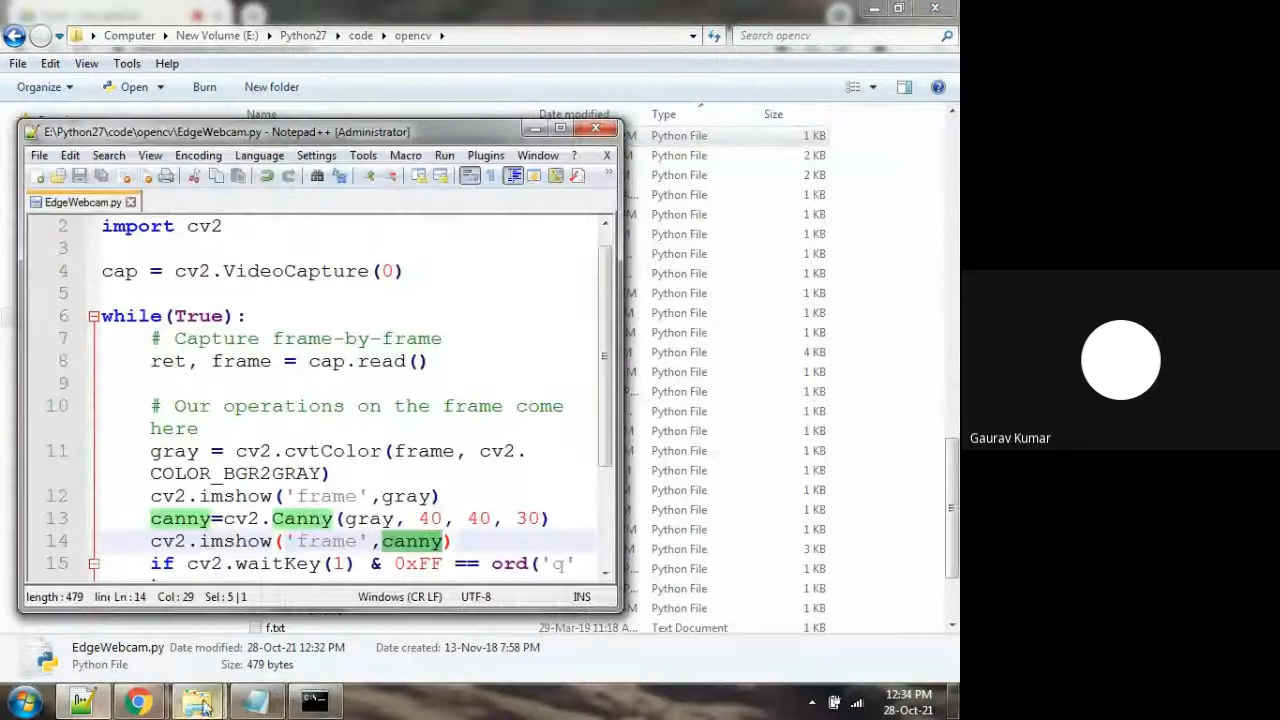 Computer
New Volume (E:)
Python27
code
opencv
Search opencv
File Edit View Tools Help
Organize Open Burn New folder
Name Date modified Type Size
E:\Python27\code\opencv\EdgeWebcam.py - Notepad++ [Administrator]
File Edit Search View Encoding Language Settings Tools Macro Run Plugins Window ? X
EdgeWebcam.py
2 import cv2
3
4 cap = cv2.VideoCapture(0)
5
6 while(True):
7 # Capture frame-by-frame
8 ret, frame = cap.read()
9
10 # Our operations on the frame come
here
11 gray = cv2.cvtColor(frame, cv2.
COLOR_BGR2GRAY)
12 cv2.imshow('frame',gray)
13 canny=cv2.Canny(gray, 40, 40, 30)
14 cv2.imshow('frame',canny)
15 if cv2.waitKey(1) & 0xFF == ord('q'
length : 479 line Ln : 14 Col : 29 Sel : 5 | 1 Windows (CR LF) UTF-8 INS
Python File 1 KB
Python File 2 KB
Python File 2 KB
Python File 1 KB
Python File 1 KB
Python File 1 KB
Python File 1 KB
Python File 1 KB
Python File 1 KB
Python File 1 KB
Python File 1 KB
Python File 4 KB
Python File 1 KB
Python File 1 KB
Python File 1 KB
Python File 1 KB
Python File 1 KB
Python File 1 KB
Python File 1 KB
Python File 1 KB
Python File 1 KB
Python File 3 KB
Python File 1 KB
Python File 1 KB
Python File 1 KB
f.txt 29-Mar-19 11:18 A... Text Document 1 KB
EdgeWebcam.py Date modified: 28-Oct-21 12:32 PM Date created: 13-Nov-18 7:58 PM
Python File Size: 479 bytes
12:34 PM
28-Oct-21
Gaurav Kumar